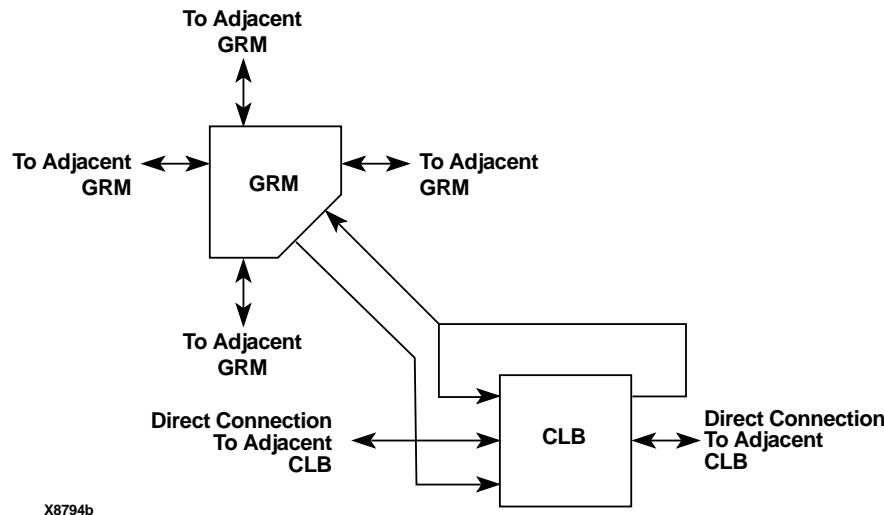 To Adjacent
GRM
To Adjacent
GRM
GRM
To Adjacent
GRM
To Adjacent
GRM
Direct Connection
To Adjacent
CLB
CLB
Direct Connection
To Adjacent
CLB
X8794b